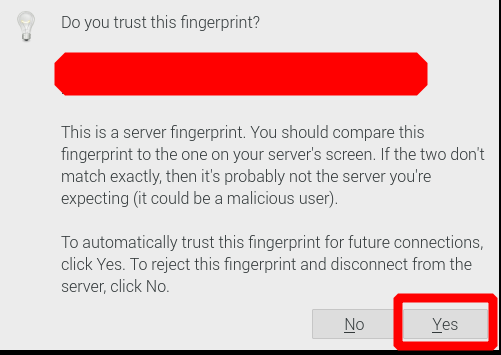 Do you trust this fingerprint?
This is a server fingerprint. You should compare this
fingerprint to the one on your server's screen. If the two don't
match exactly, then it's probably not the server you're
expecting (it could be a malicious user).
To automatically trust this fingerprint for future connections,
click Yes. To reject this fingerprint and disconnect from the
server, click No.
No Yes